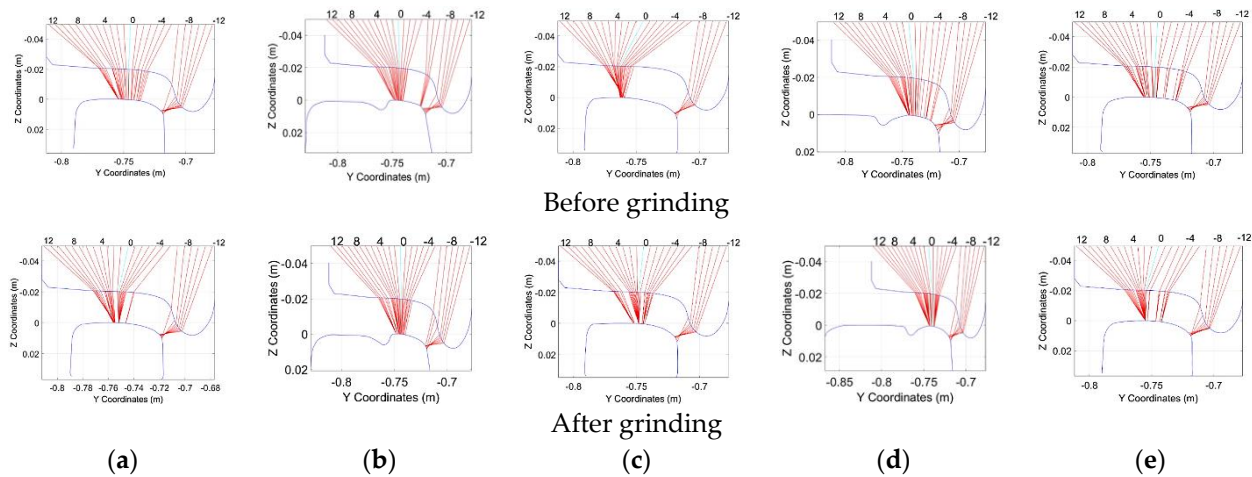 12 8 4 0 -4 -8 -12
-0.04
-0.02
0
0.02
Z Coordinates (m)
-0.8 -0.75 -0.7
Y Coordinates (m)
12 8 4 0 -4 -8 -12
-0.04
-0.02
0
0.02
Z Coordinates (m)
-0.8 -0.75 -0.7
Y Coordinates (m)
12 8 4 0 -4 -8 -12
-0.04
-0.02
0
0.02
Z Coordinates (m)
-0.8 -0.75 -0.7
Y Coordinates (m)
12 8 4 0 -4 -8 -12
-0.04
-0.02
0
0.02
Z Coordinates (m)
-0.8 -0.75 -0.7
Y Coordinates (m)
12 8 4 0 -4 -8 -12
-0.04
-0.02
0
0.02
Z Coordinates (m)
-0.8 -0.75 -0.7
Y Coordinates (m)
Before grinding
12 8 4 0 -4 -8 -12
-0.04
-0.02
0
0.02
Z Coordinates (m)
-0.8 -0.78 -0.76 -0.74 -0.72 -0.7 -0.68
Y Coordinates (m)
12 8 4 0 -4 -8 -12
-0.04
-0.02
0
0.02
Z Coordinates (m)
-0.8 -0.75 -0.7
Y Coordinates (m)
12 8 4 0 -4 -8 -12
-0.04
-0.02
0
0.02
Z Coordinates (m)
-0.8 -0.75 -0.7
Y Coordinates (m)
12 8 4 0 -4 -8 -12
-0.04
-0.02
0
0.02
Z Coordinates (m)
-0.85 -0.8 -0.75 -0.7
Y Coordinates (m)
12 8 4 0 -4 -8 -12
-0.04
-0.02
0
0.02
Z Coordinates (m)
-0.8 -0.75 -0.7
Y Coordinates (m)
After grinding
(a) (b) (c) (d) (e)